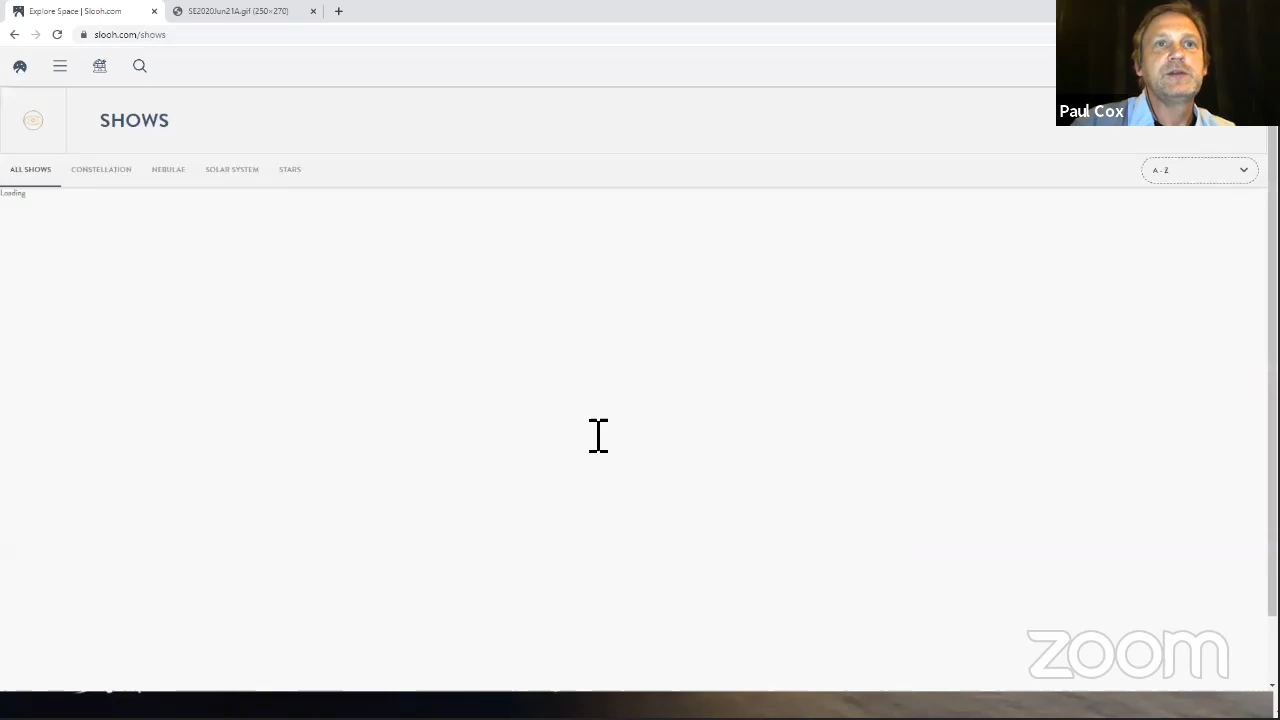 Explore Space | Slooh.com
SE2020Jun21A.gif (250×270)
slooh.com/shows
SHOWS
Paul Cox
ALL SHOWS
CONSTELLATION
NEBULAE
SOLAR SYSTEM
STARS
A - Z
Loading
zoom